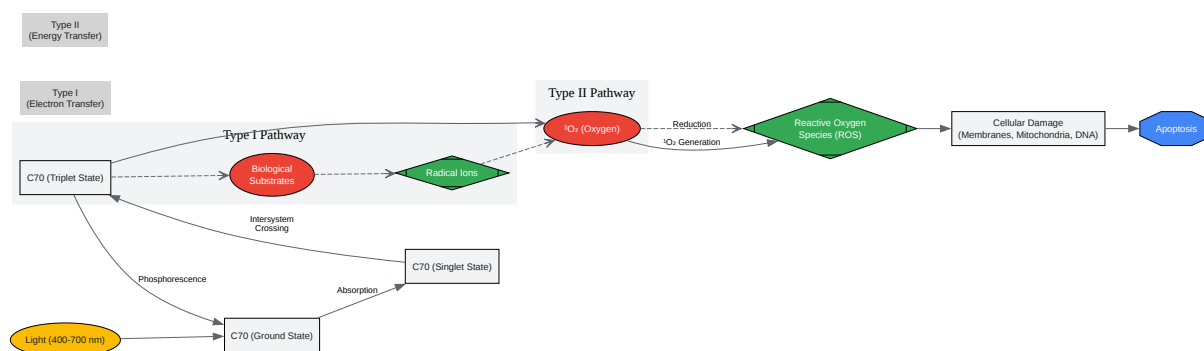 Type II
(Energy Transfer)
Type I
(Electron Transfer)
Type II Pathway
³O₂ (Oxygen)
Reduction
¹O₂ Generation
Reactive Oxygen
Species (ROS)
Cellular Damage
(Membranes, Mitochondria, DNA)
Apoptosis
Type I Pathway
C70 (Triplet State)
Biological
Substrates
Radical Ions
Intersystem
Crossing
C70 (Singlet State)
Phosphorescence
Absorption
Light (400-700 nm)
C70 (Ground State)